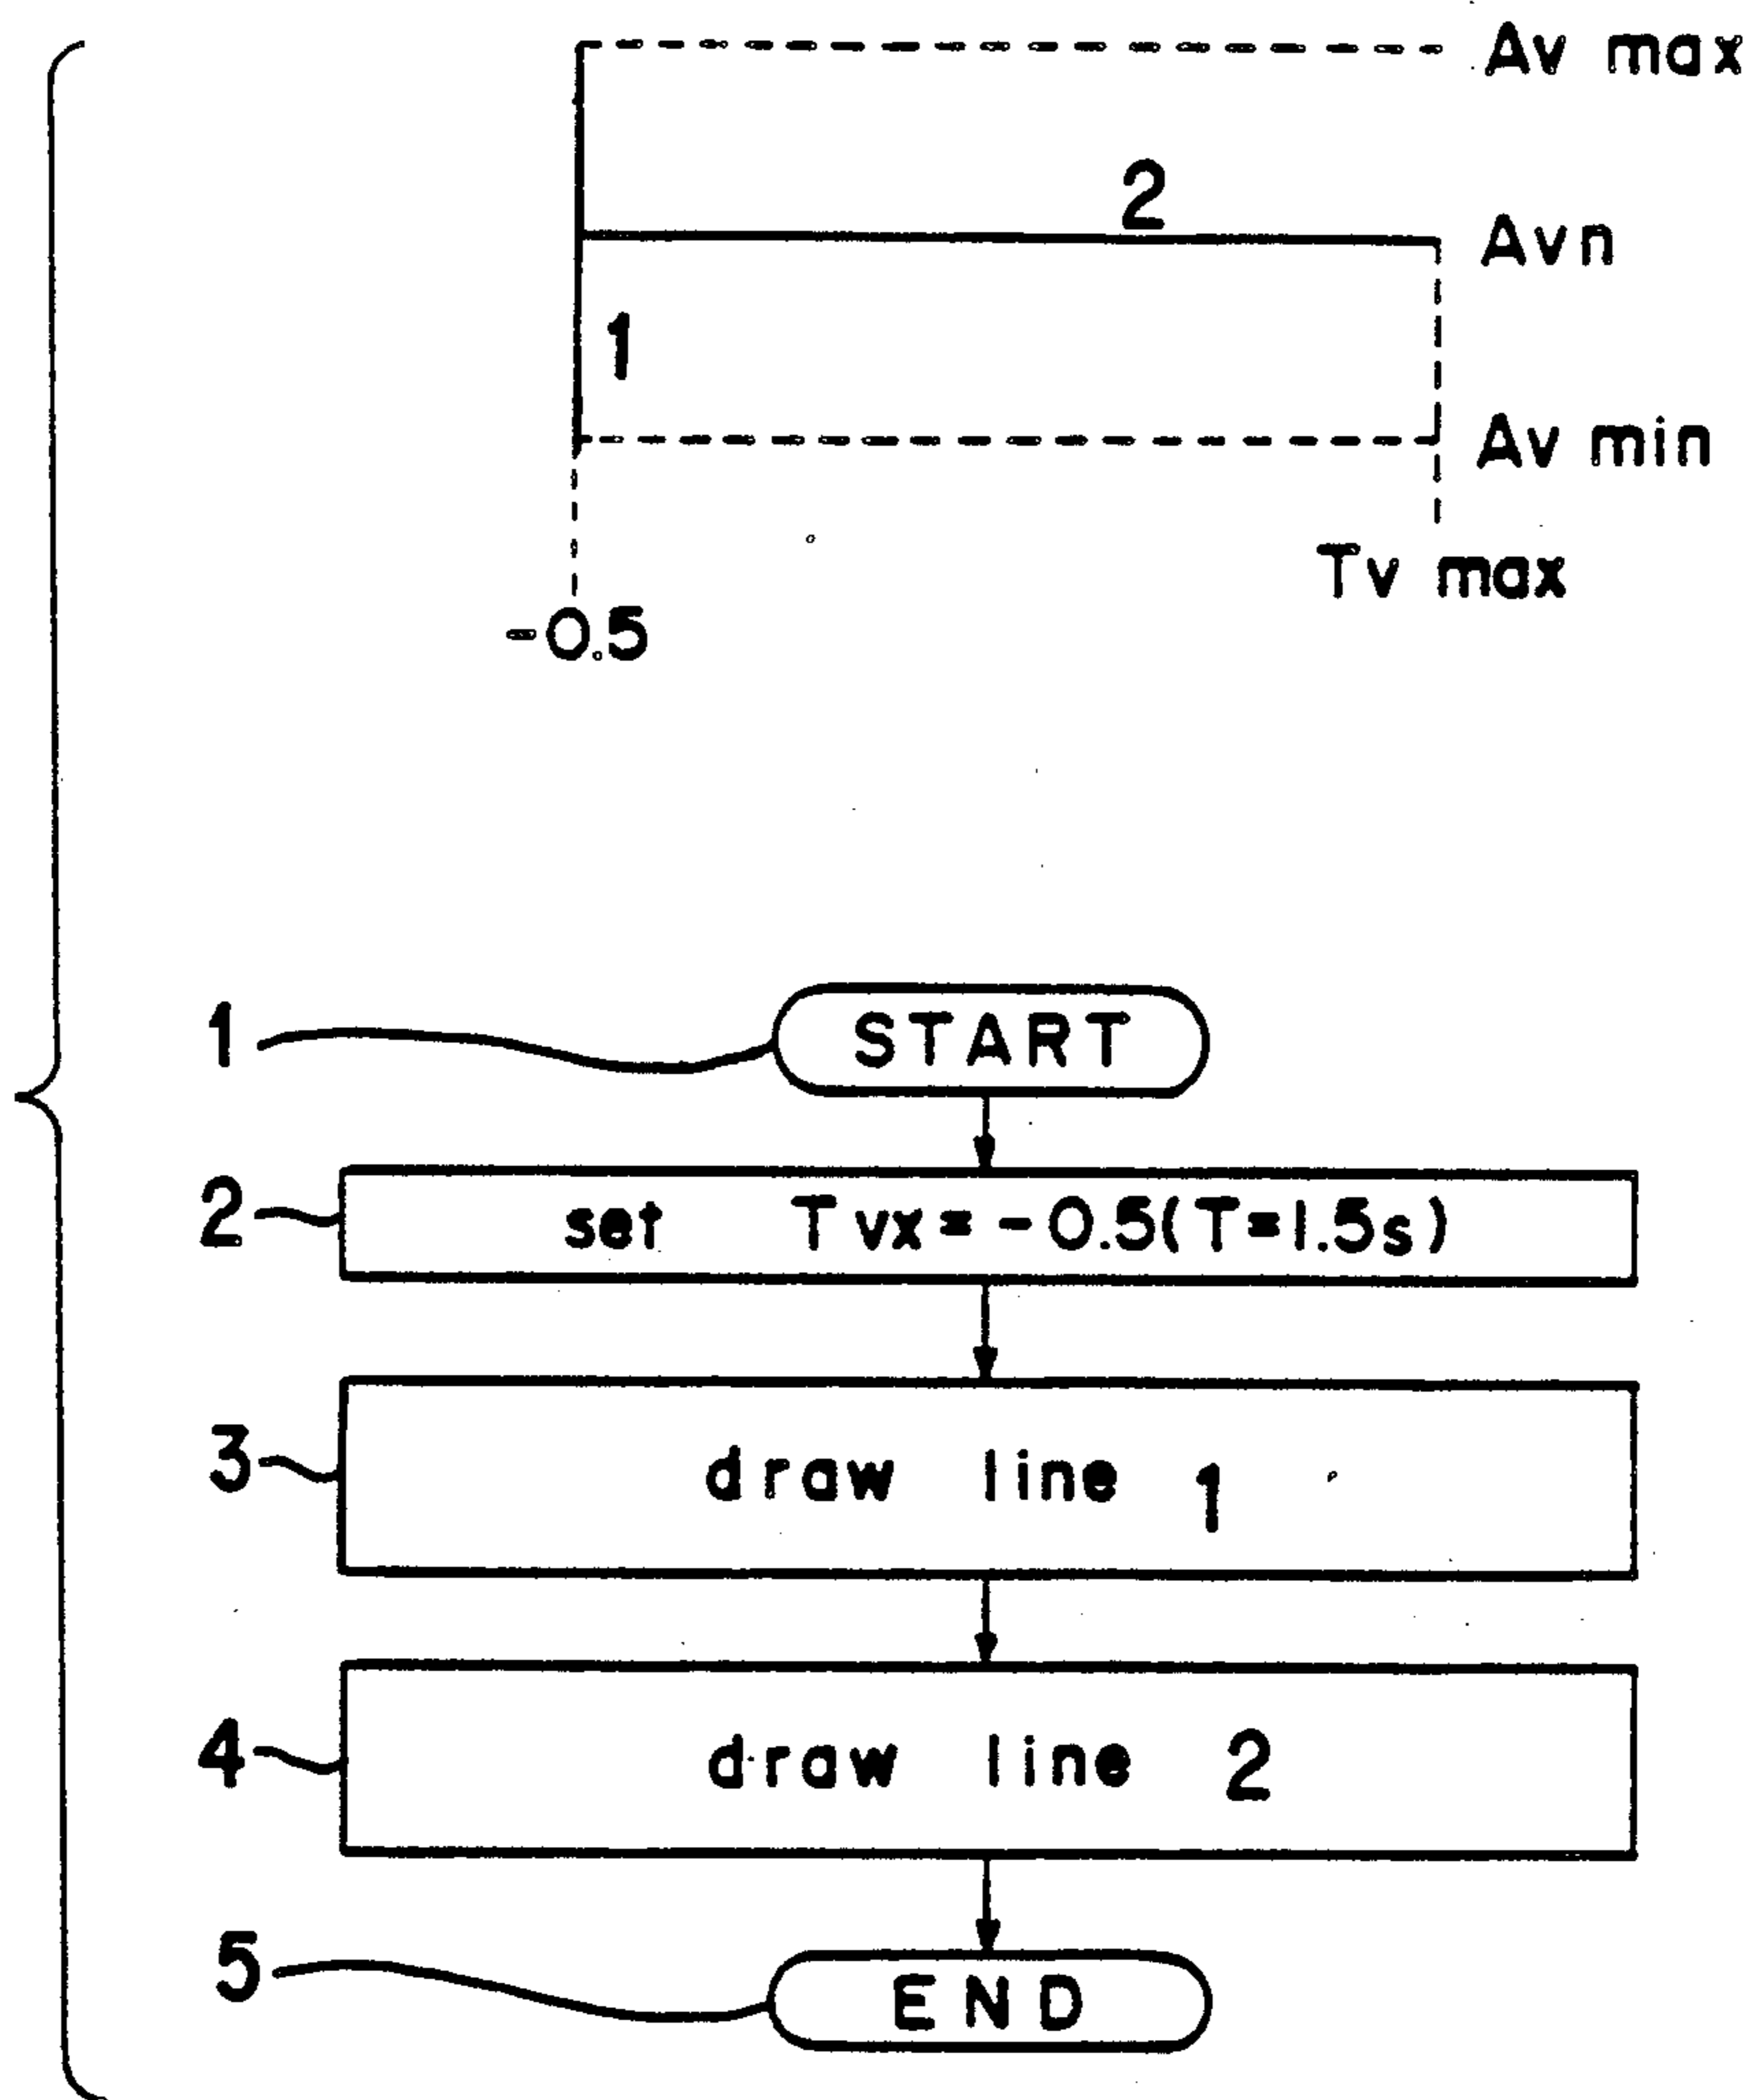 Av max
2
Avn
1
Av min
Tv max
-0.5
1
START
2
set Tvx=-0.5(T=1.5s)
3
draw line 1
4
draw line 2
5
END